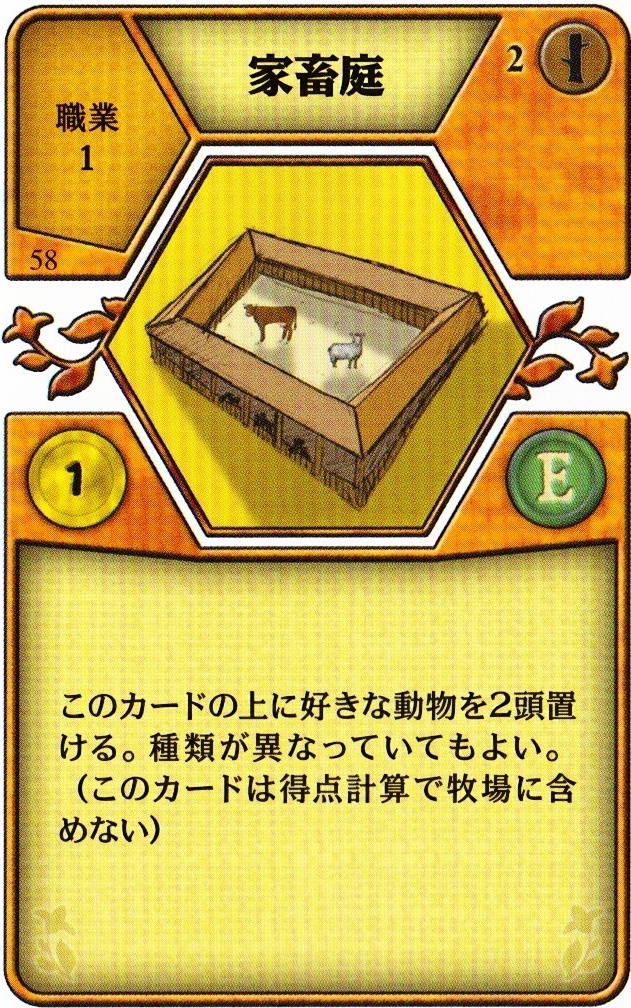 家畜庭
2
職業
1
58
1
E
このカードの上に好きな動物を2頭置
ける。種類が異なっていてもよい。
（このカードは得点計算で牧場に含
めない）